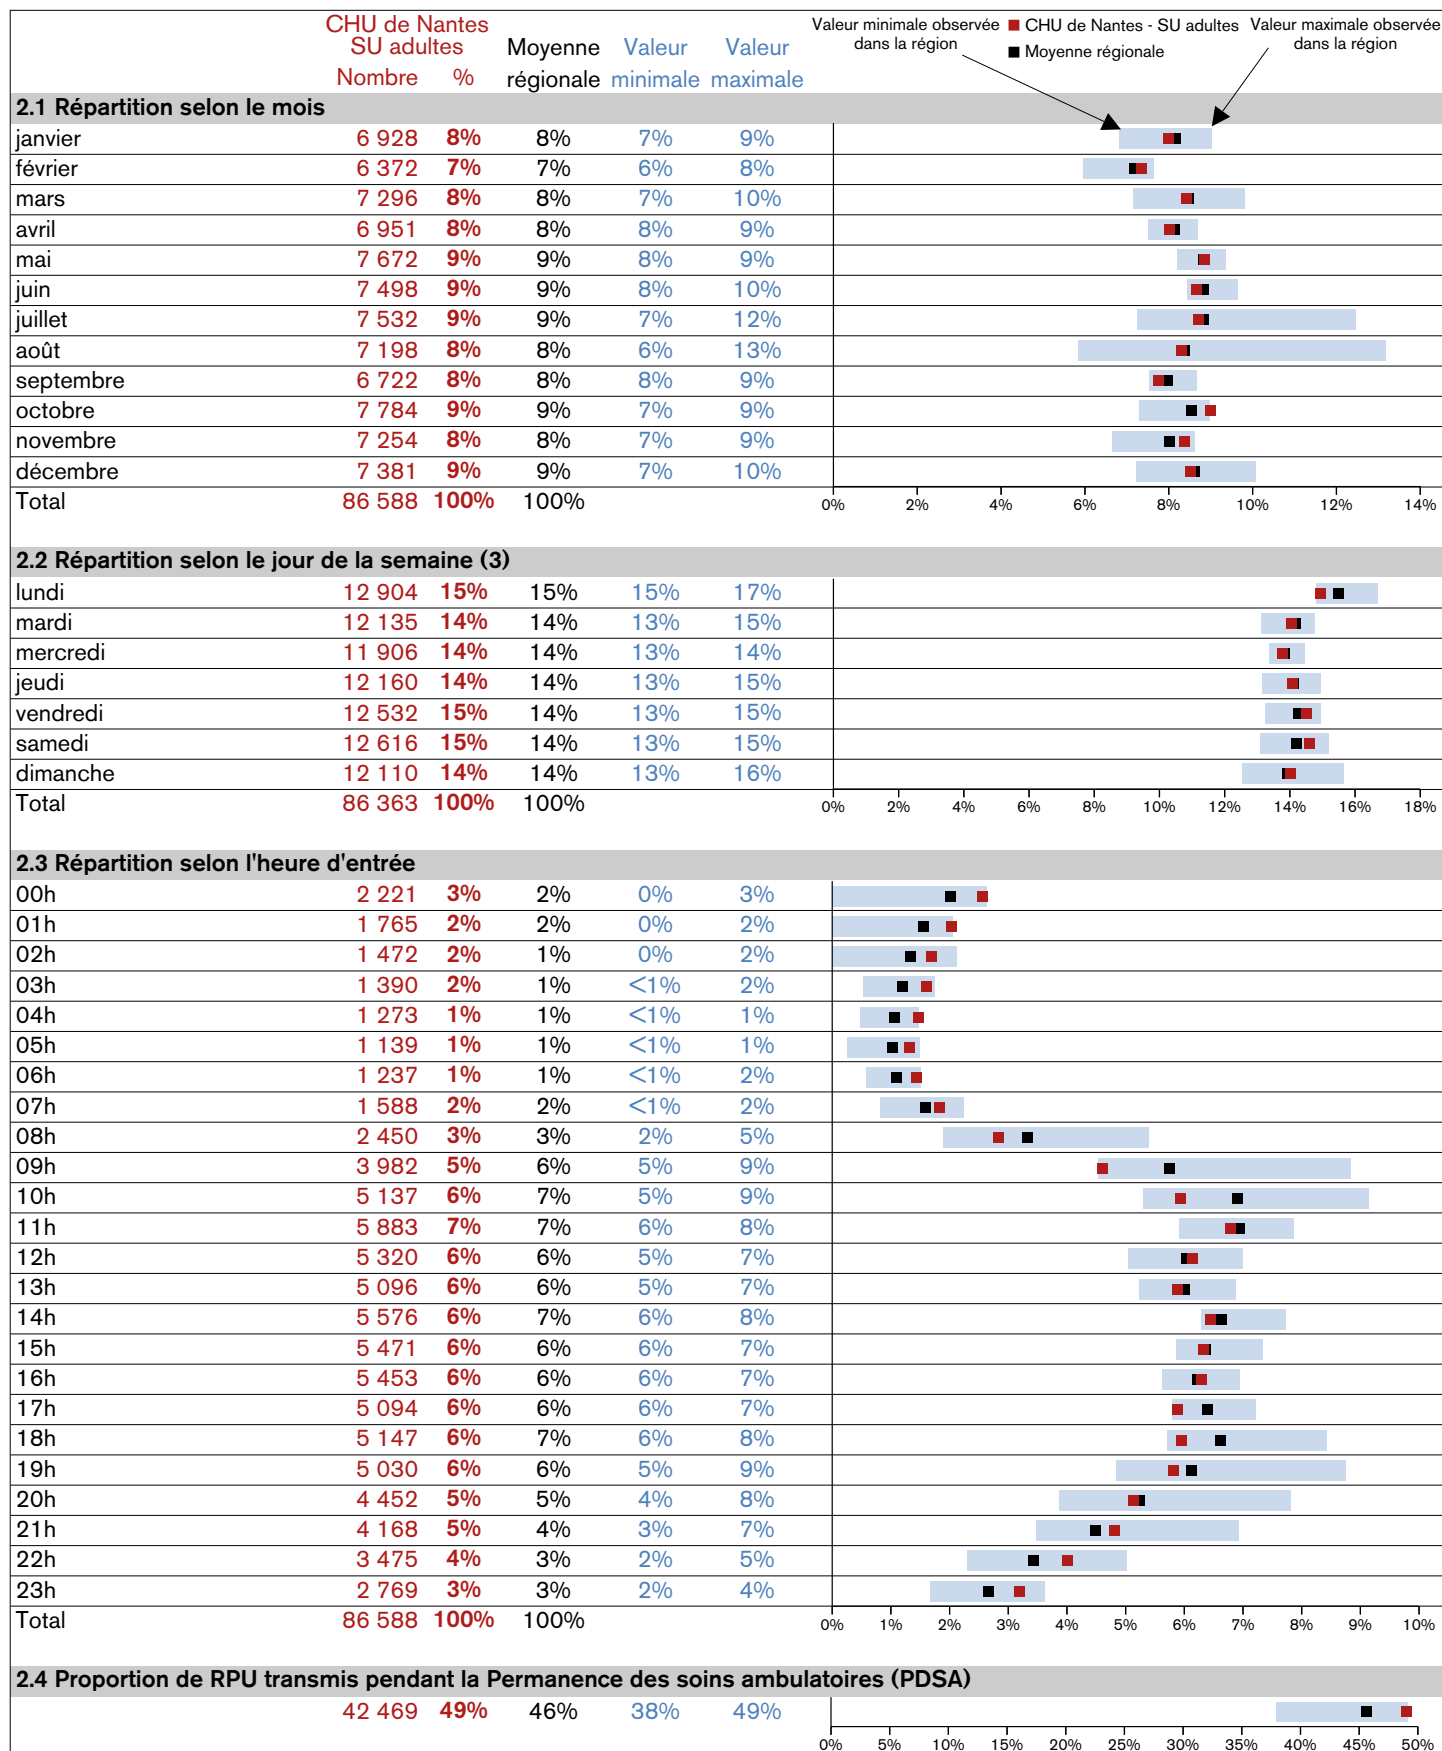 CHU de Nantes
SU adultes
Nombre % Moyenne régionale Valeur minimale Valeur maximale
Valeur minimale observée dans la région
CHU de Nantes - SU adultes
Moyenne régionale
Valeur maximale observée dans la région
2.1 Répartition selon le mois
janvier 6 928 8% 8% 7% 9%
février 6 372 7% 7% 6% 8%
mars 7 296 8% 8% 7% 10%
avril 6 951 8% 8% 8% 9%
mai 7 672 9% 9% 8% 9%
juin 7 498 9% 9% 8% 10%
juillet 7 532 9% 9% 7% 12%
août 7 198 8% 8% 6% 13%
septembre 6 722 8% 8% 8% 9%
octobre 7 784 9% 9% 7% 9%
novembre 7 254 8% 8% 7% 9%
décembre 7 381 9% 9% 7% 10%
Total 86 588 100% 100%
0% 2% 4% 6% 8% 10% 12% 14%
2.2 Répartition selon le jour de la semaine (3)
lundi 12 904 15% 15% 15% 17%
mardi 12 135 14% 14% 13% 15%
mercredi 11 906 14% 14% 13% 14%
jeudi 12 160 14% 14% 13% 15%
vendredi 12 532 15% 14% 13% 15%
samedi 12 616 15% 14% 13% 15%
dimanche 12 110 14% 14% 13% 16%
Total 86 363 100% 100%
0% 2% 4% 6% 8% 10% 12% 14% 16% 18%
2.3 Répartition selon l'heure d'entrée
00h 2 221 3% 2% 0% 3%
01h 1 765 2% 2% 0% 2%
02h 1 472 2% 1% 0% 2%
03h 1 390 2% 1% <1% 2%
04h 1 273 1% 1% <1% 1%
05h 1 139 1% 1% <1% 1%
06h 1 237 1% 1% <1% 2%
07h 1 588 2% 2% <1% 2%
08h 2 450 3% 3% 2% 5%
09h 3 982 5% 6% 5% 9%
10h 5 137 6% 7% 5% 9%
11h 5 883 7% 7% 6% 8%
12h 5 320 6% 6% 5% 7%
13h 5 096 6% 6% 5% 7%
14h 5 576 6% 7% 6% 8%
15h 5 471 6% 6% 6% 7%
16h 5 453 6% 6% 6% 7%
17h 5 094 6% 6% 6% 7%
18h 5 147 6% 7% 6% 8%
19h 5 030 6% 6% 5% 9%
20h 4 452 5% 5% 4% 8%
21h 4 168 5% 4% 3% 7%
22h 3 475 4% 3% 2% 5%
23h 2 769 3% 3% 2% 4%
Total 86 588 100% 100%
0% 1% 2% 3% 4% 5% 6% 7% 8% 9% 10%
2.4 Proportion de RPU transmis pendant la Permanence des soins ambulatoires (PDSA)
42 469 49% 46% 38% 49%
0% 5% 10% 15% 20% 25% 30% 35% 40% 45% 50%